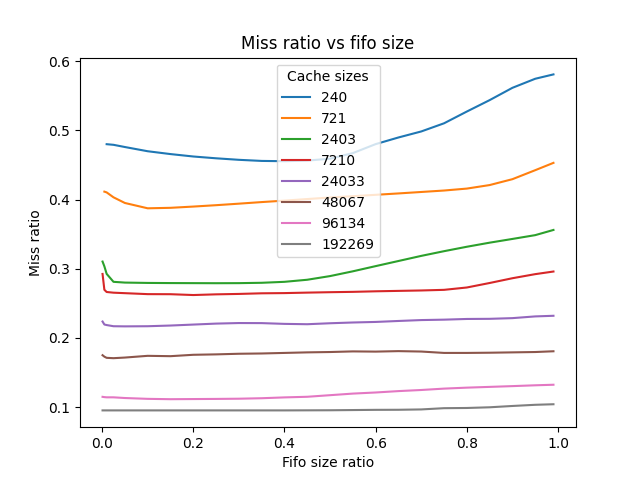 Miss ratio vs fifo size
Cache sizes
240
721
2403
7210
24033
48067
96134
192269
Miss ratio
0.6
0.5
0.4
0.3
0.2
0.1
0.0 0.2 0.4 0.6 0.8 1.0
Fifo size ratio